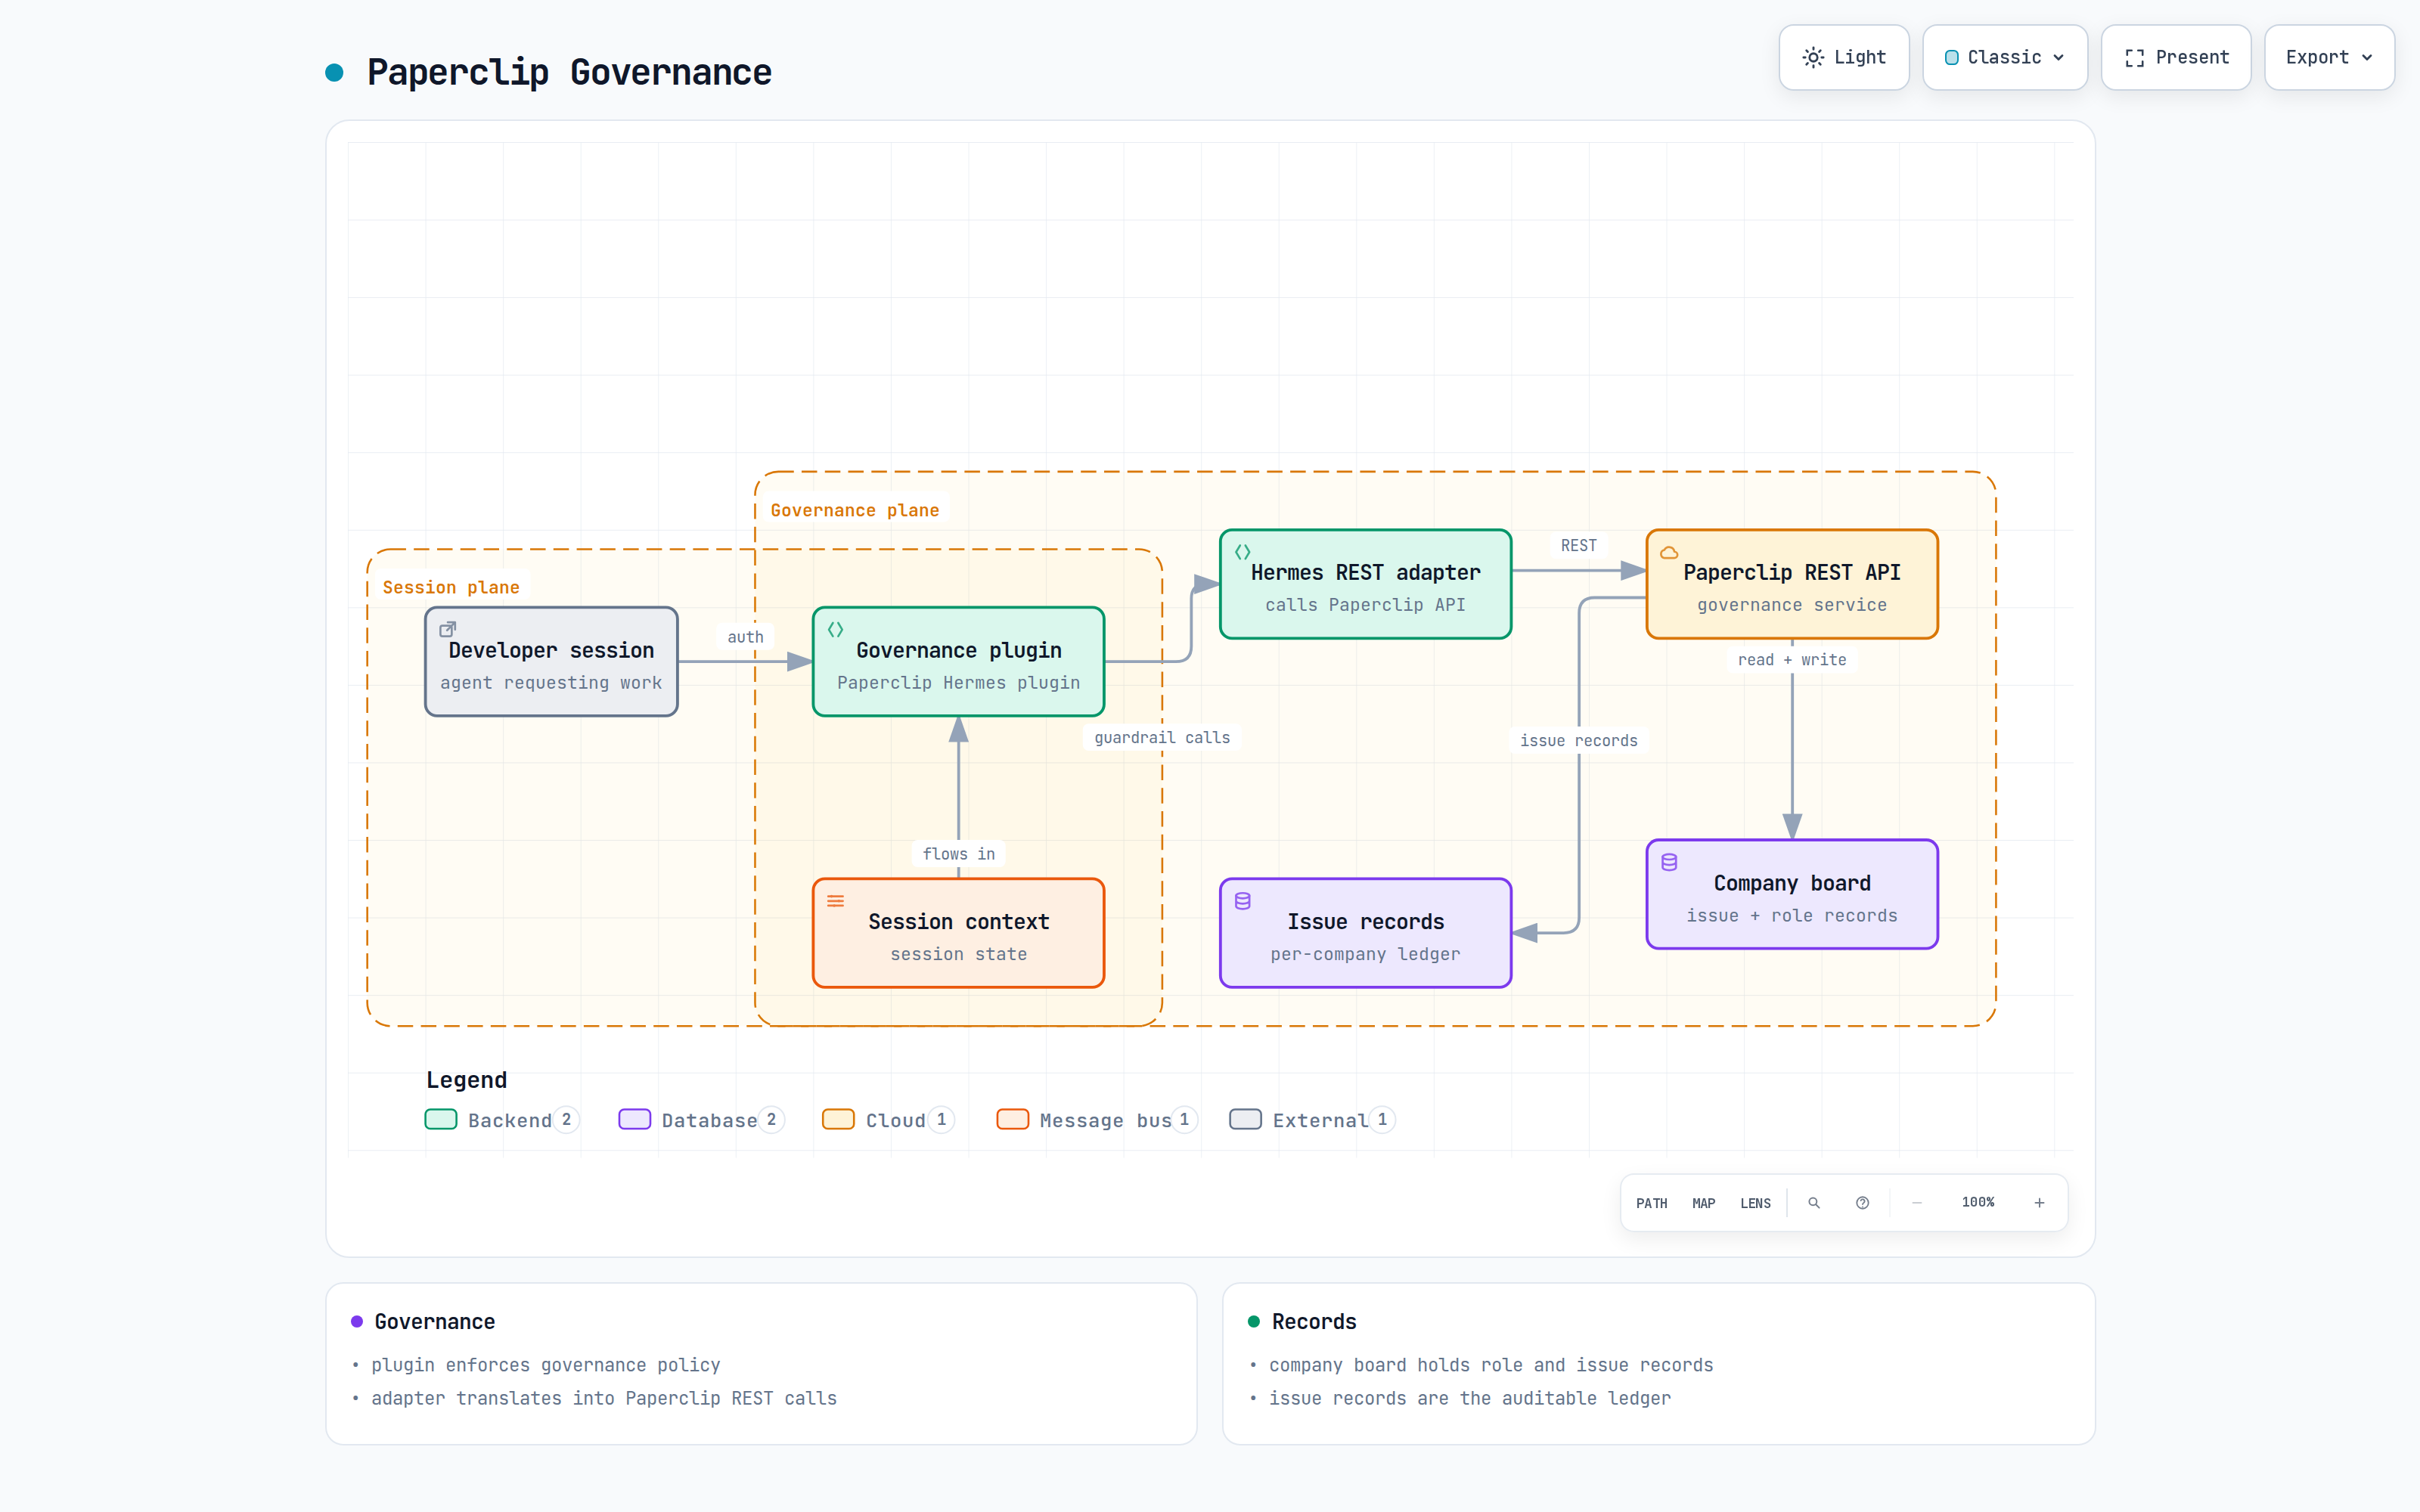 Paperclip Governance
Light
Classic
Present
Export
Governance plane
Session plane
Developer session
agent requesting work
auth
Governance plugin
Paperclip Hermes plugin
guardrail calls
Hermes REST adapter
calls Paperclip API
REST
Paperclip REST API
governance service
read + write
issue records
flows in
Session context
session state
Issue records
per-company ledger
Company board
issue + role records
Legend
Backend 2
Database 2
Cloud 1
Message bus 1
External 1
PATH MAP LENS 100%
Governance
• plugin enforces governance policy
• adapter translates into Paperclip REST calls
Records
• company board holds role and issue records
• issue records are the auditable ledger